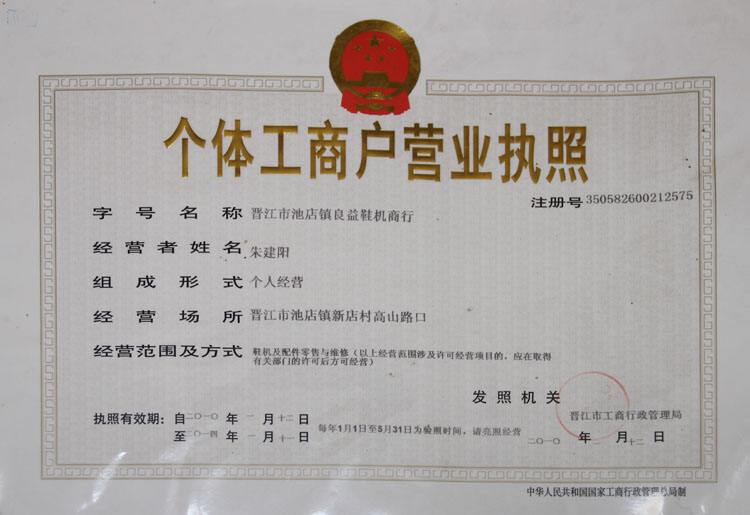 个体工商户营业执照
注册号350582600212575
字号名称 晋江市池店镇良益鞋机商行
经营者姓名 朱建阳
组成形式 个人经营
经营场所 晋江市池店镇新店村高山路口
经营范围及方式 鞋机及配件零售与维修(以上经营范围涉及许可经营项目的,应在取得
有关部门的许可后方可经营)
发照机关
晋江市工商行政管理局
执照有效期:自二〇一〇年一月十二日
至二〇一四年一月十一日
每年1月1日至5月31日为验照时间,请亮照经营
二〇一〇年 月十二日
中华人民共和国国家工商行政管理总局制